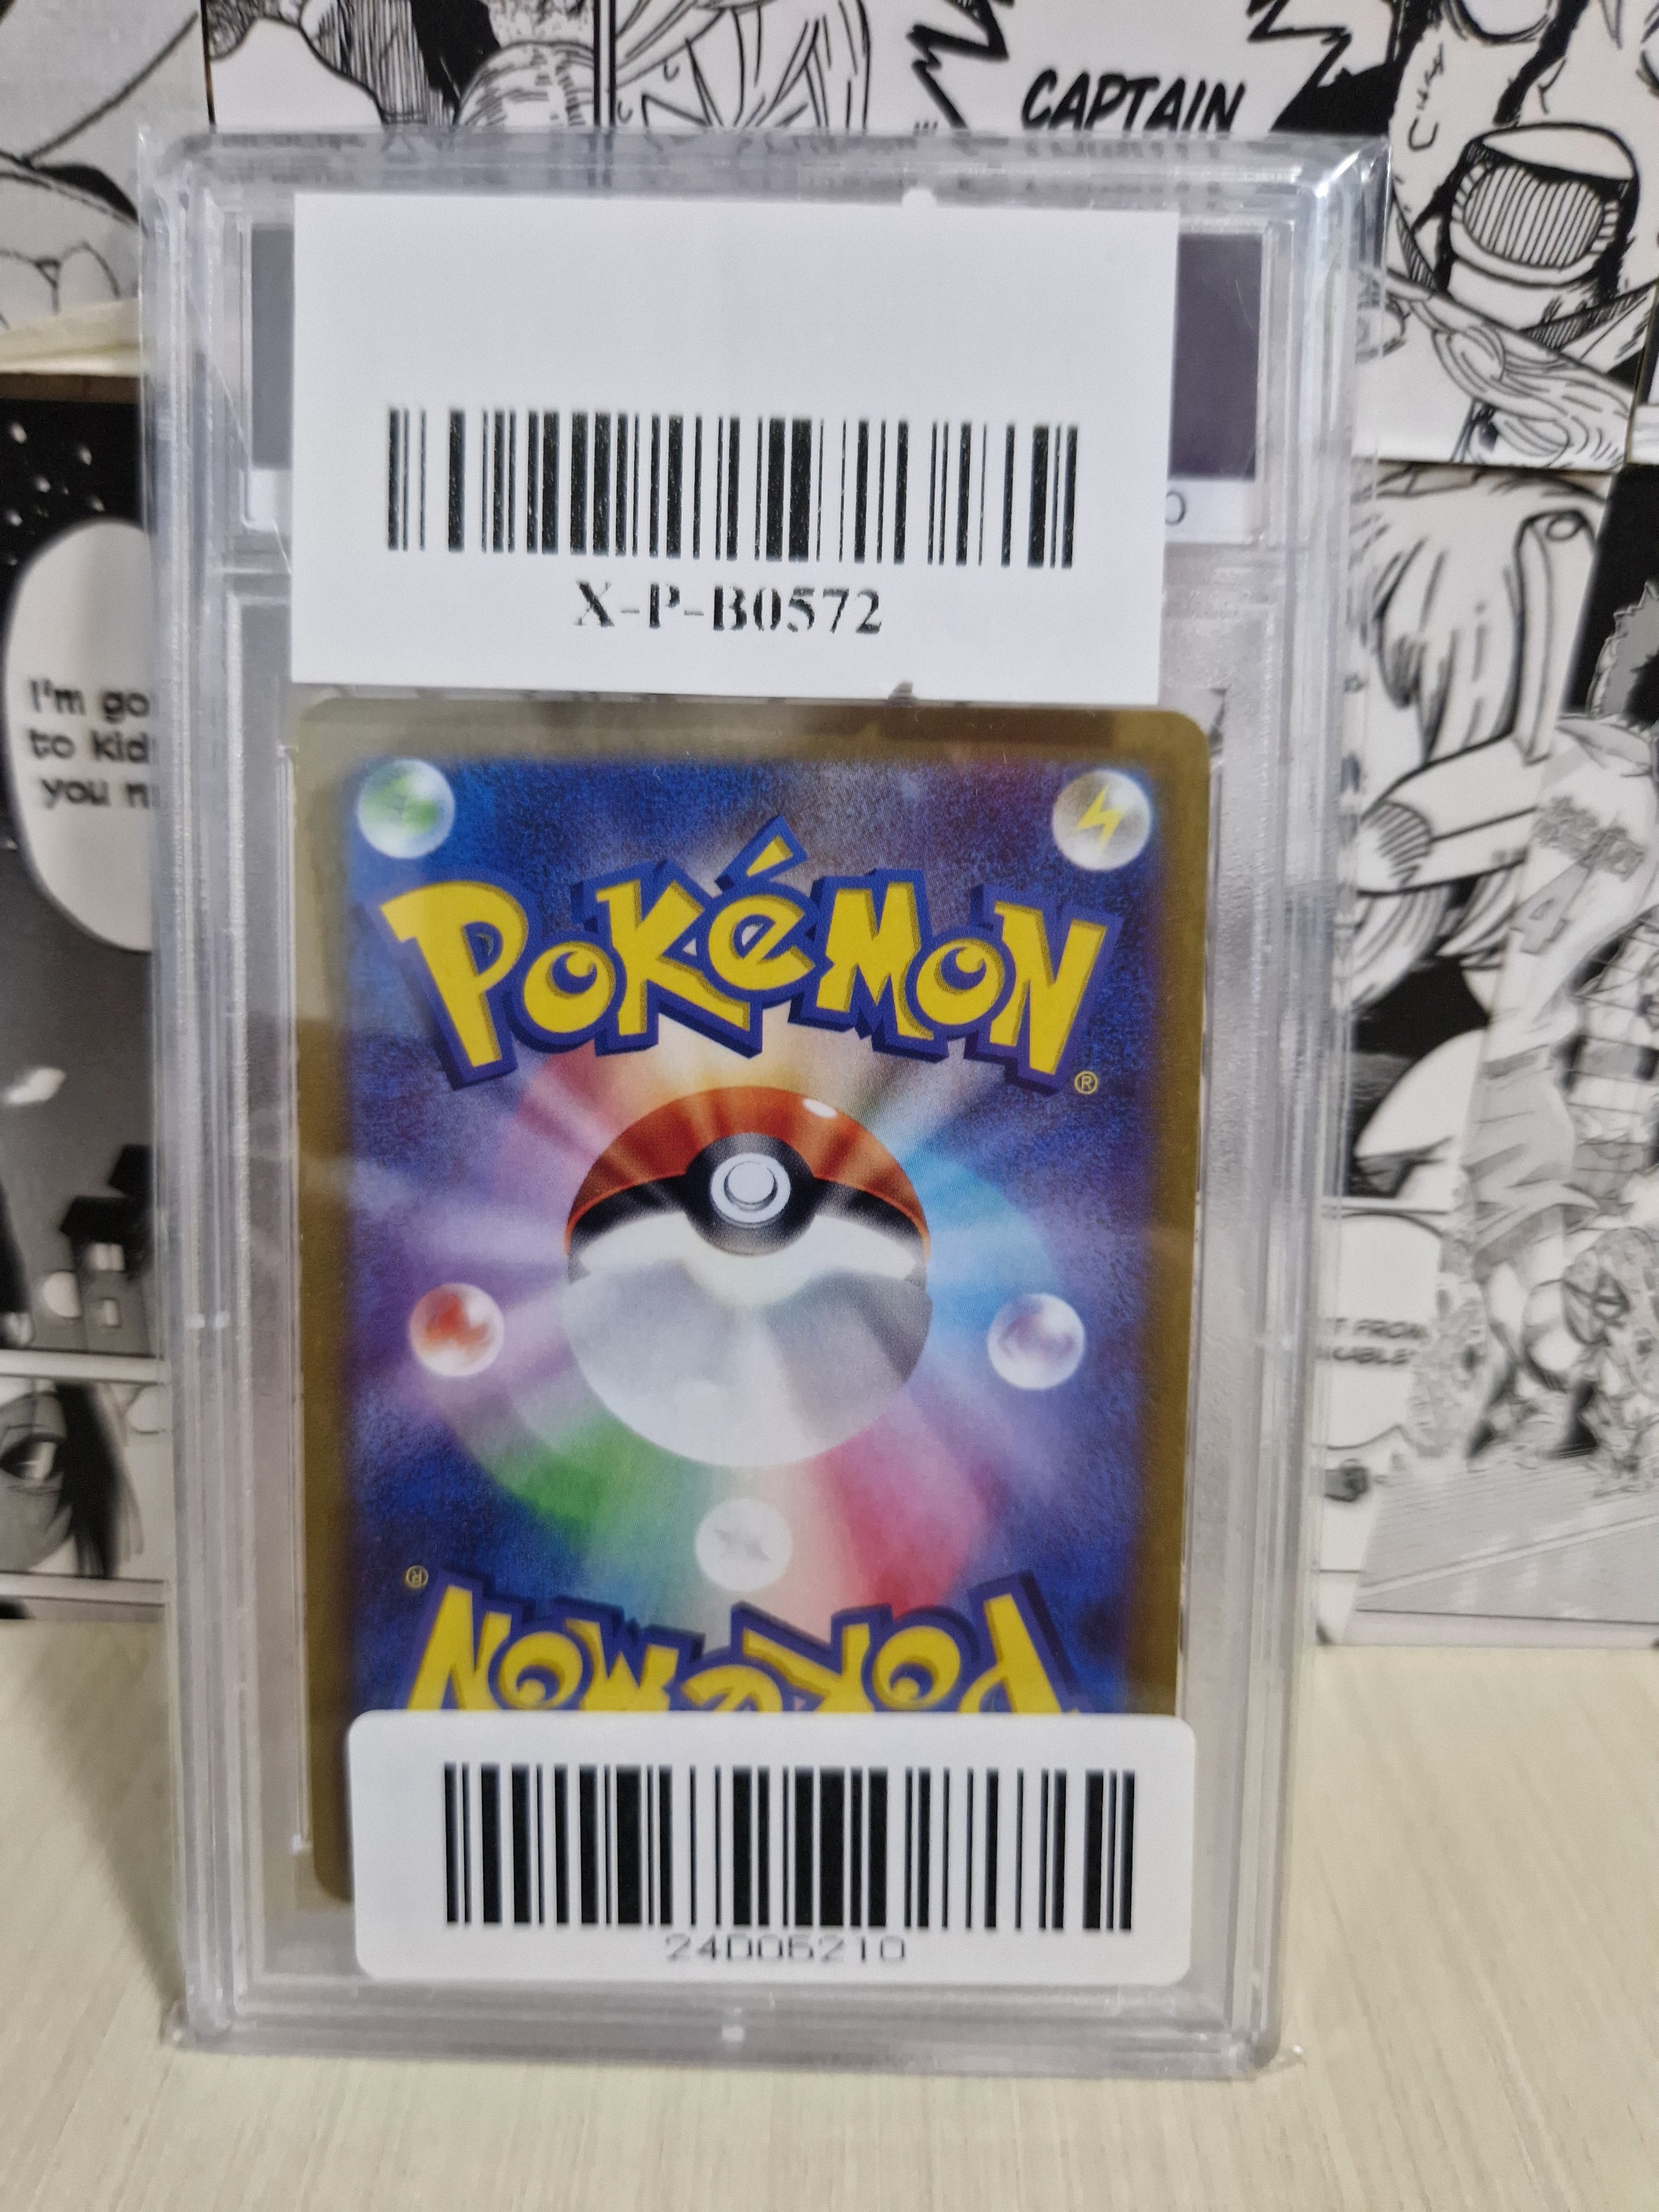 CAPTAIN
X-P-B0572
I'm go
to kid
you n
POKéMON
®
®
POKéMON
24D05210